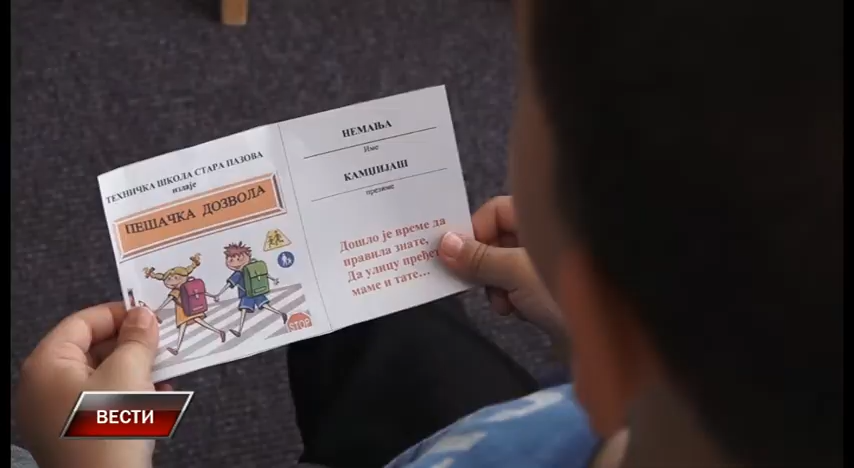 ТЕХНИЧКА ШКОЛА СТАРА ПАЗОВА
издаје
ПЕШАЧКА ДОЗВОЛА
STOP
НЕМАЊА
Име
КАМЏИЈАШ
презиме
Дошло је време да
правила знате,
Да улицу пређете
маме и тате...
ВЕСТИ